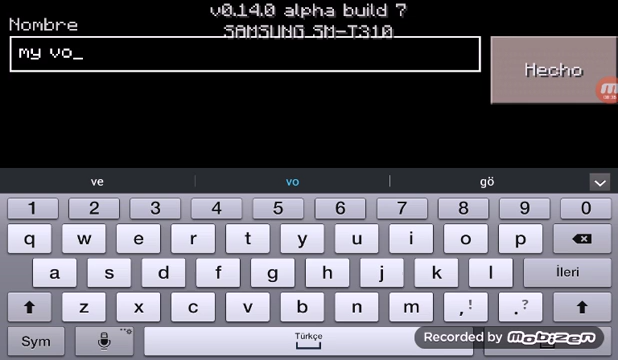 v0.14.0 alpha build 7
SAMSUNG SM-T310
Nombre
my vo_
Hecho
ve vo gö
1 2 3 4 5 6 7 8 9 0
q w e r t y u i o p
a s d f g h j k l İleri
z x c v b n m ,! .?
Sym Türkçe
Recorded by mobizen